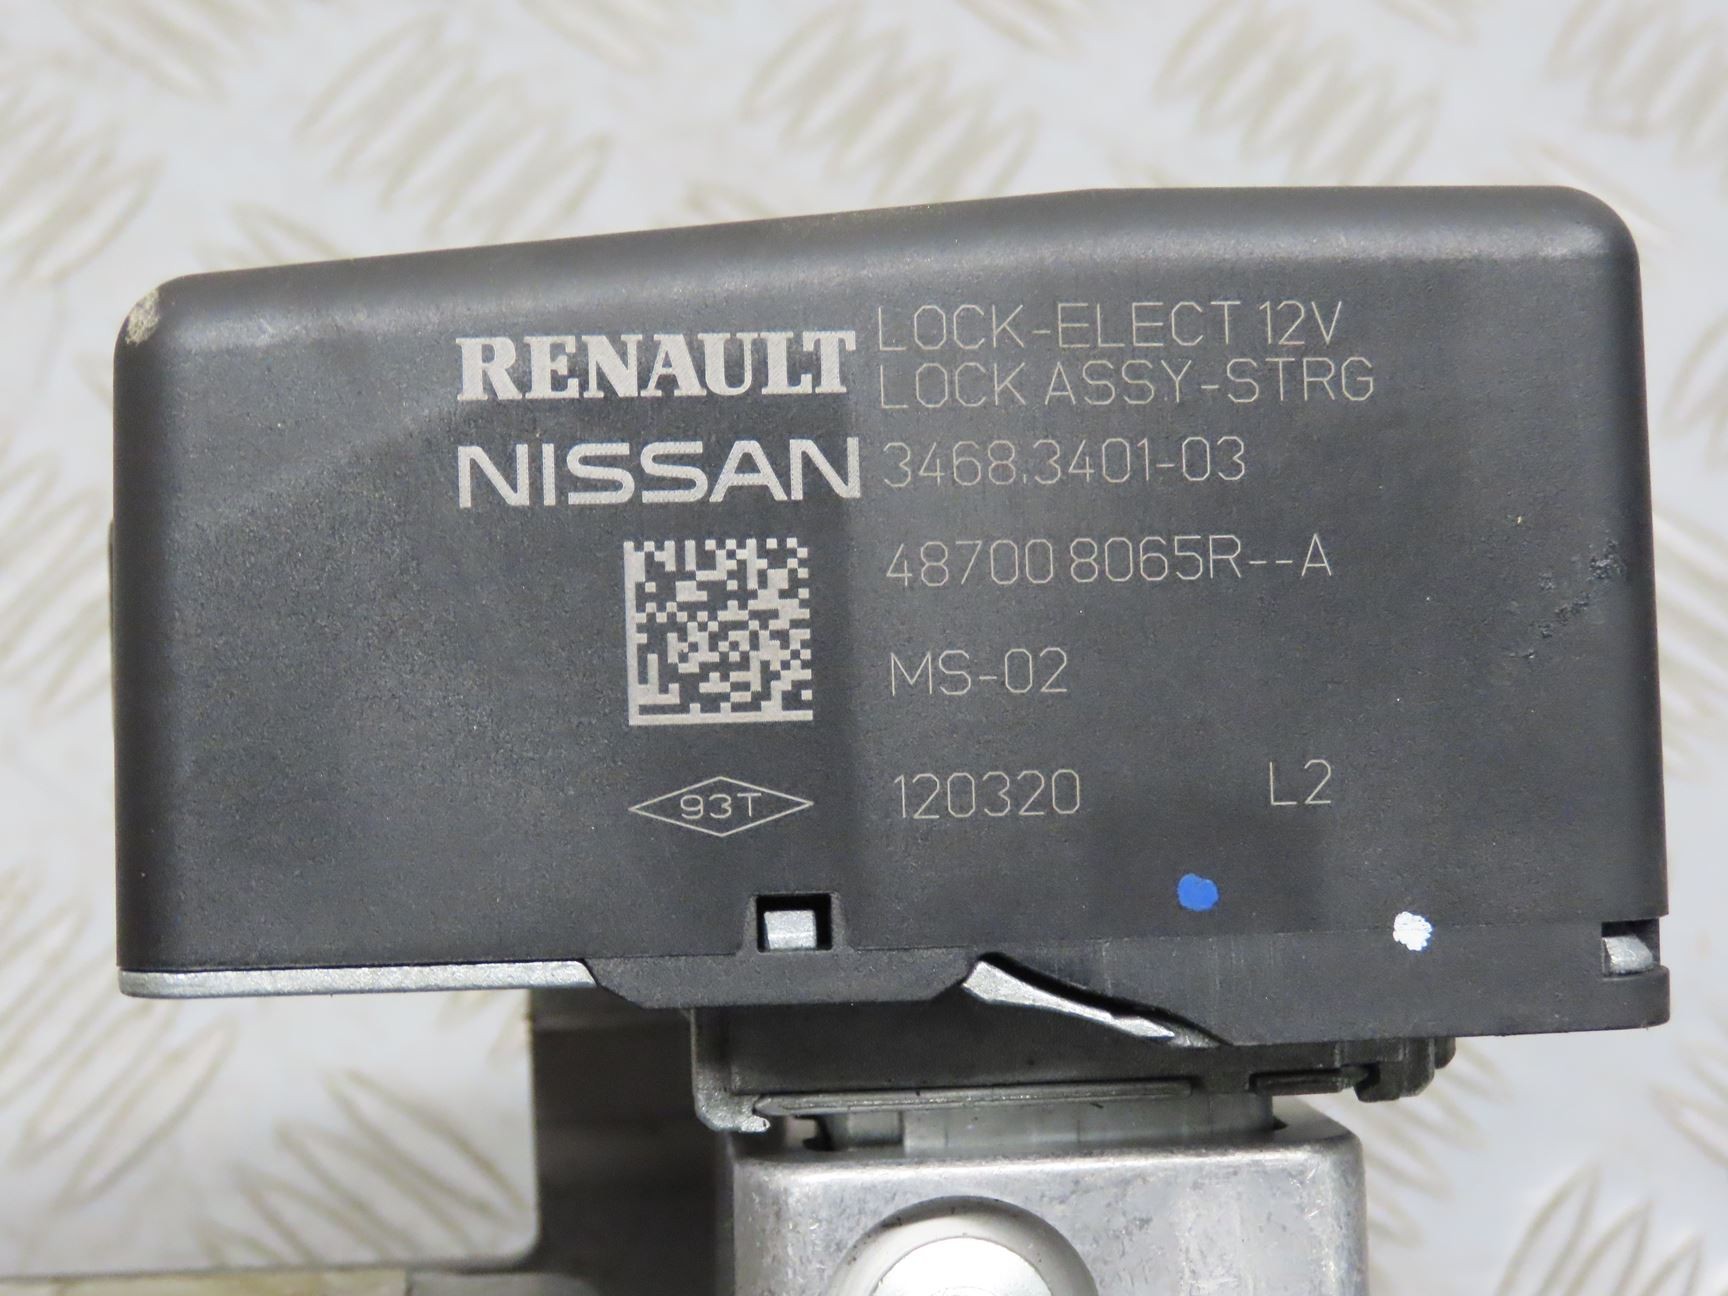 RENAULT LOCK-ELECT 12V
LOCK ASSY-STRG
NISSAN 3468.3401-03
48700 8065R--A
MS-02
93T 120320 L2